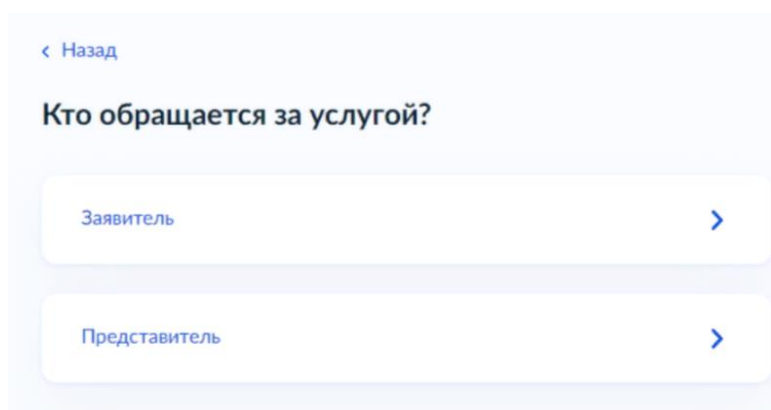 Назад
Кто обращается за услугой?
Заявитель
Представитель